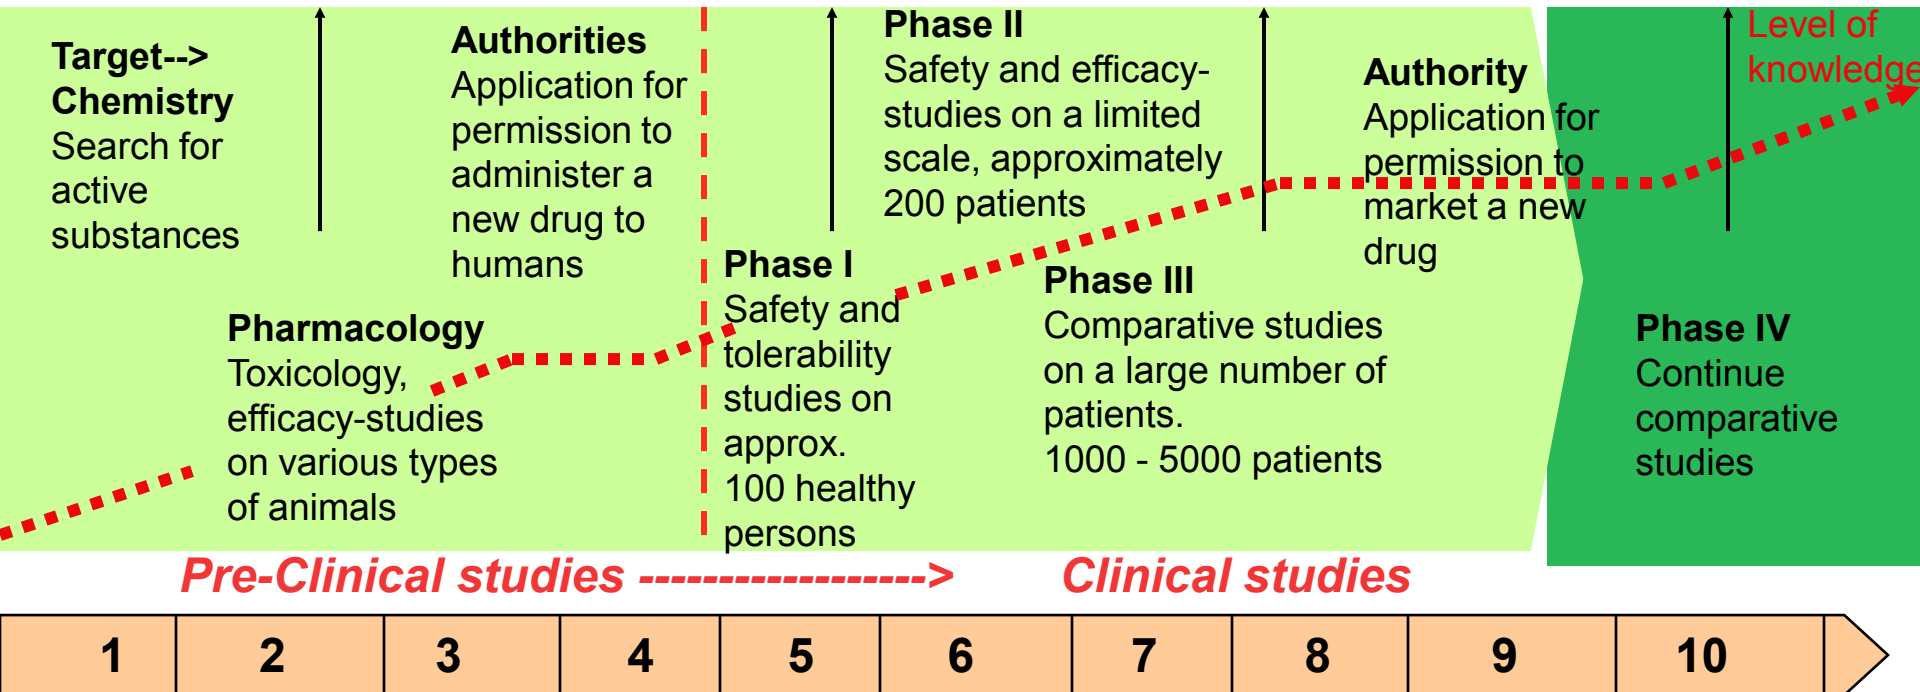 Target-->
Chemistry
Search for
active
substances
Pharmacology
Toxicology,
efficacy-studies
on various types
of animals
Authorities
Application for
permission to
administer a
new drug to
humans
Phase I
Safety and
tolerability
studies on
approx.
100 healthy
persons
Phase II
Safety and efficacy-
studies on a limited
scale, approximately
200 patients
Phase III
Comparative studies
on a large number of
patients.
1000 - 5000 patients
Authority
Application for
permission to
market a new
drug
Level of
knowledge
Phase IV
Continue
comparative
studies
Pre-Clinical studies ------------------> Clinical studies
1 2 3 4 5 6 7 8 9 10